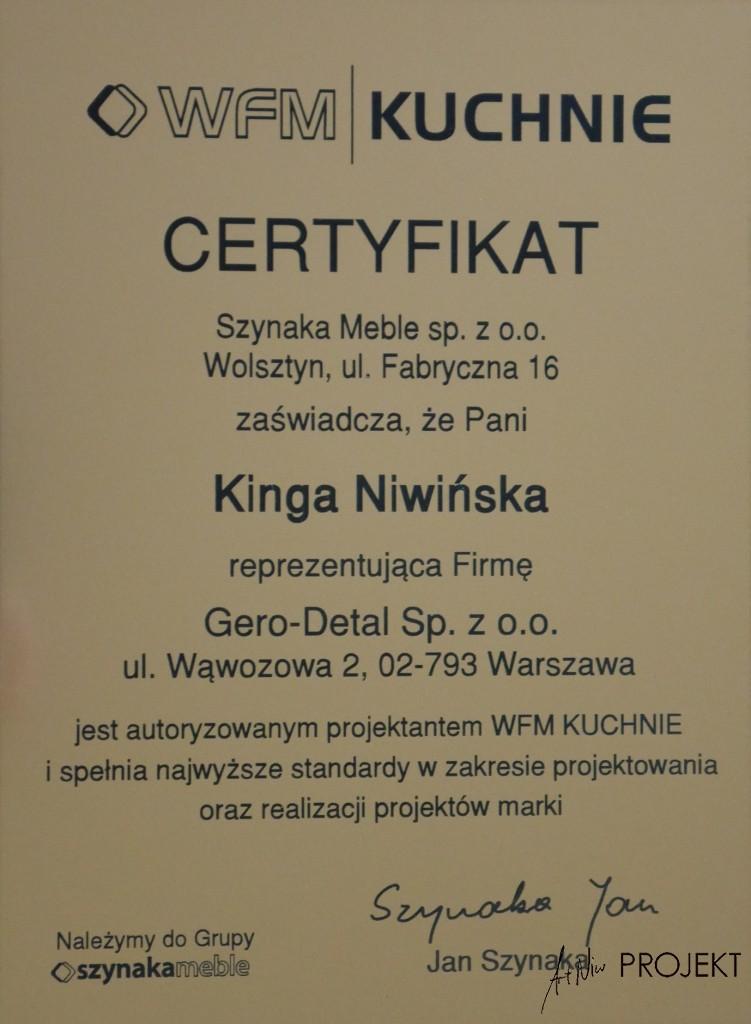 WFM | KUCHNIE
CERTYFIKAT
Szynaka Meble sp. z o.o.
Wolsztyn, ul. Fabryczna 16
zaświadcza, że Pani
Kinga Niwińska
reprezentująca Firmę
Gero-Detal Sp. z o.o.
ul. Wąwozowa 2, 02-793 Warszawa
jest autoryzowanym projektantem WFM KUCHNIE
i spełnia najwyższe standardy w zakresie projektowania
oraz realizacji projektów marki
Szynaka Jan
Jan Szynaka
Należymy do Grupy
szynakameble
ArtNiw PROJEKT